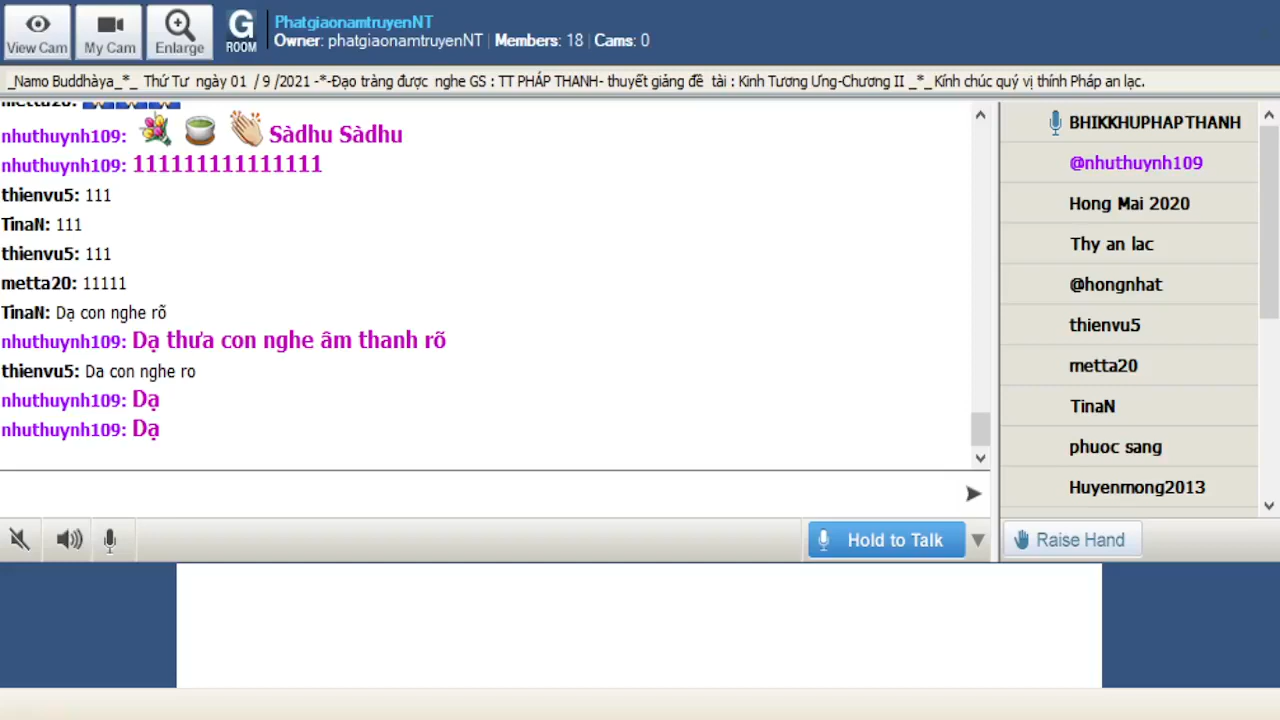 View Cam
My Cam
Enlarge
G
ROOM
PhatgiaonamtruyenNT
Owner: phatgiaonamtruyenNT | Members: 18 | Cams: 0
_Namo Buddhàya_*_ Thứ Tư ngày 01 / 9 /2021 -*-Đạo tràng được nghe GS : TT PHÁP THANH- thuyết giảng đề tài : Kinh Tương Ưng-Chương II _*_Kính chúc quý vị thính Pháp an lạc.
metta20:
nhuthuynh109: Sàdhu Sàdhu
nhuthuynh109: 111111111111111
thienvu5: 111
TinaN: 111
thienvu5: 111
metta20: 11111
TinaN: Dạ con nghe rõ
nhuthuynh109: Dạ thưa con nghe âm thanh rõ
thienvu5: Da con nghe ro
nhuthuynh109: Dạ
nhuthuynh109: Dạ
BHIKKHUPHAPTHANH
@nhuthuynh109
Hong Mai 2020
Thy an lac
@hongnhat
thienvu5
metta20
TinaN
phuoc sang
Huyenmong2013
Hold to Talk
Raise Hand